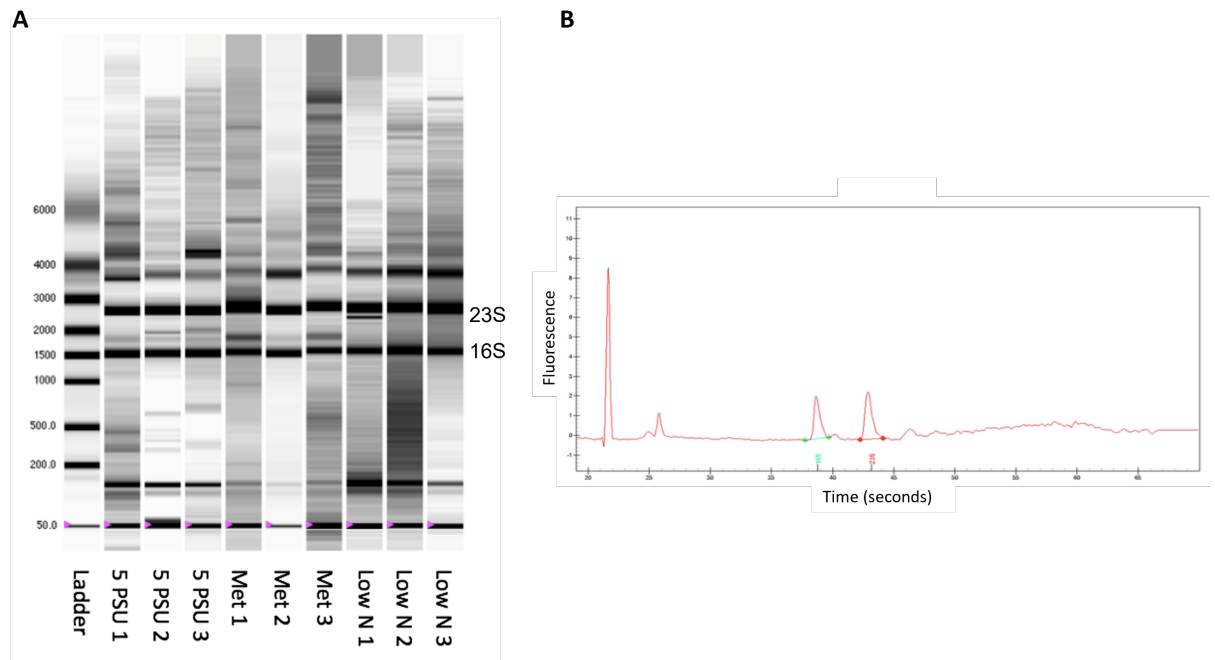 A
6000
4000
3000
2000
1500
1000
500.0
200.0
50.0
23S
16S
Ladder
5 PSU 1
5 PSU 2
5 PSU 3
Met 1
Met 2
Met 3
Low N 1
Low N 2
Low N 3
B
Fluorescence
11
10
9
8
7
6
5
4
3
2
1
0
-1
16S
23S
20
25
30
35
40
45
50
55
60
65
Time (seconds)